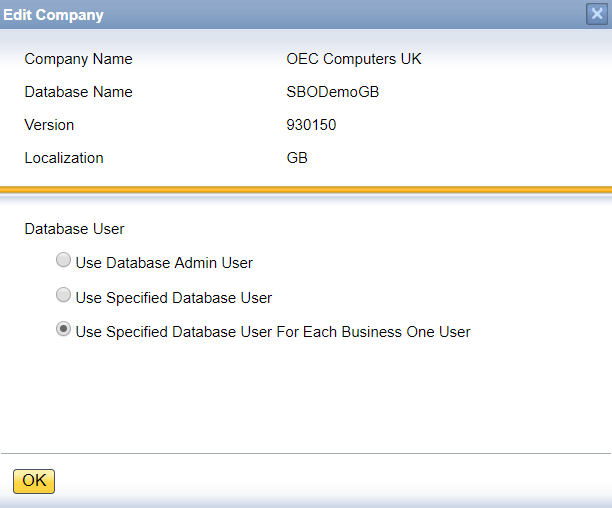 Edit Company
Company Name OEC Computers UK
Database Name SBODemoGB
Version 930150
Localization GB
Database User
Use Database Admin User
Use Specified Database User
Use Specified Database User For Each Business One User
OK